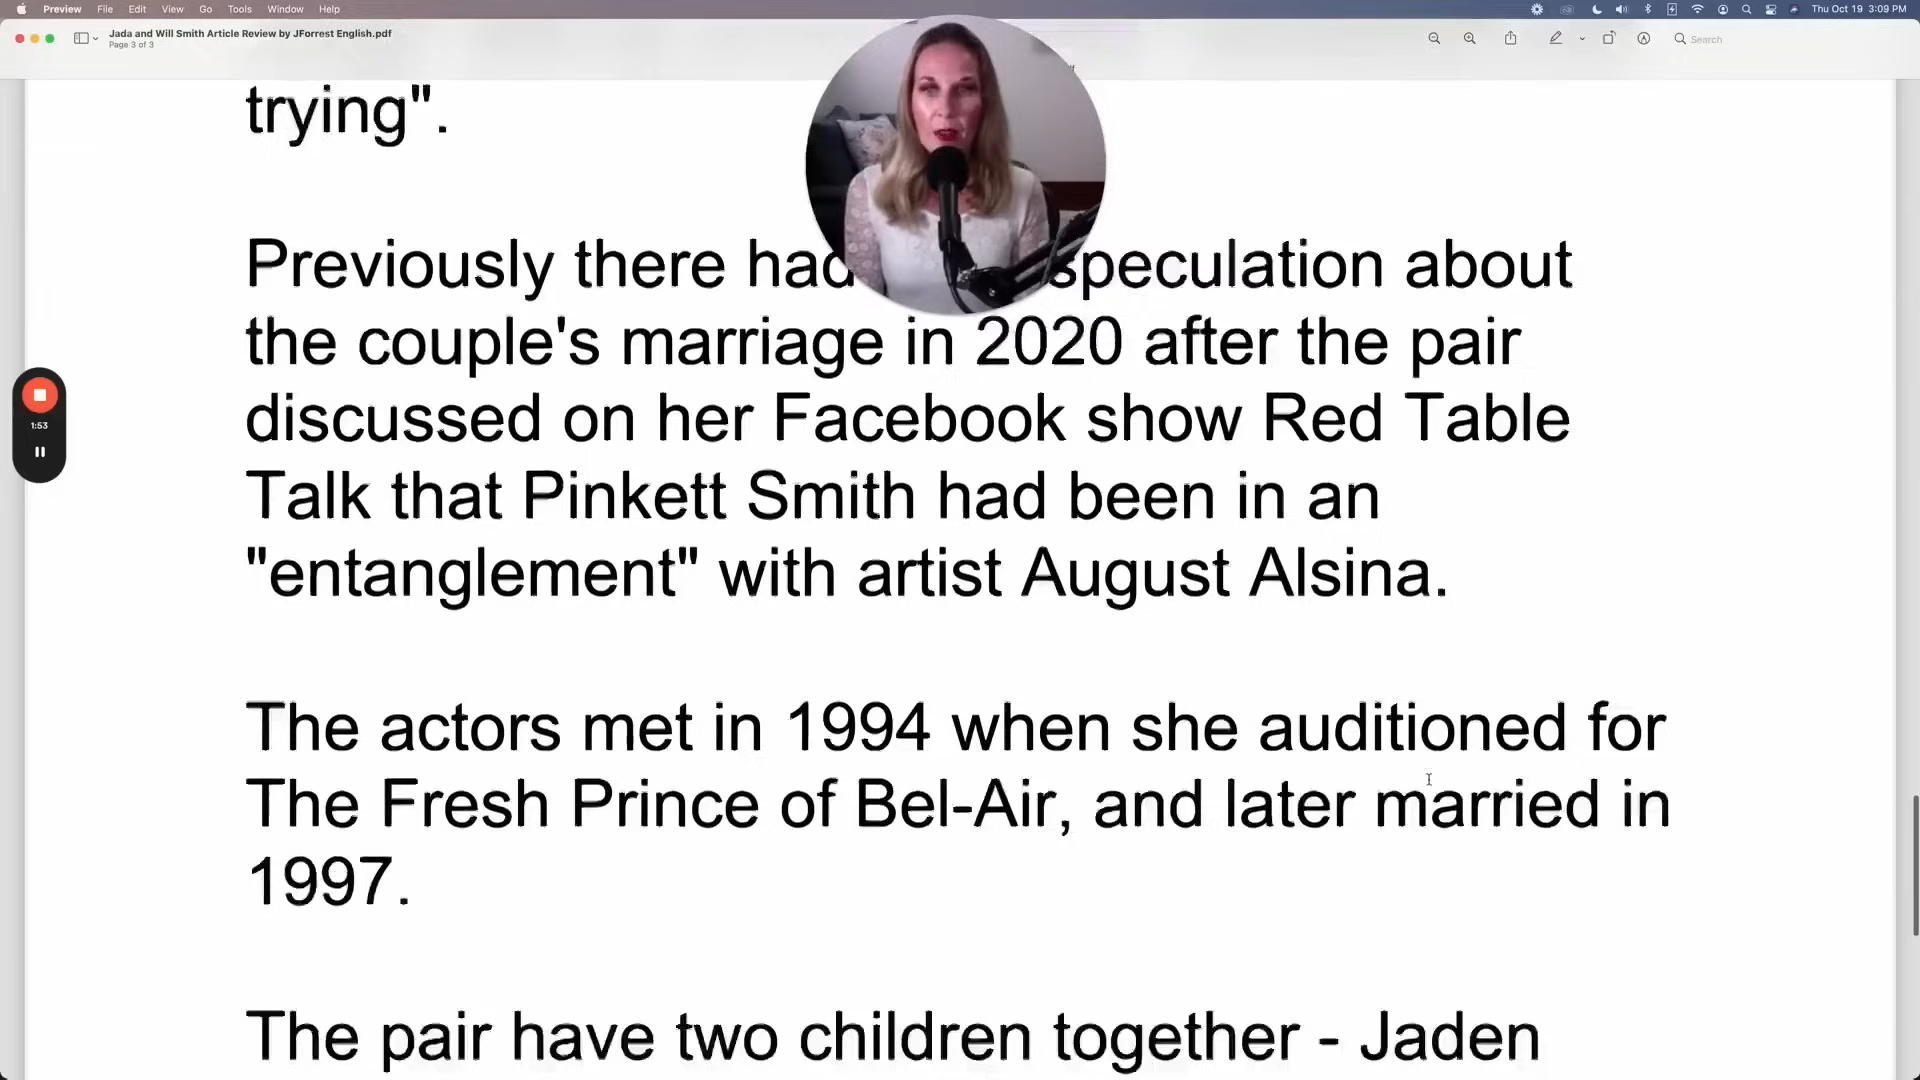 Preview File Edit View Go Tools Window Help Thu Oct 19 3:09 PM
Jada and Will Smith Article Review by JForrest English.pdf
Page 3 of 3
Search
trying".
Previously there had speculation about
the couple's marriage in 2020 after the pair
discussed on her Facebook show Red Table
Talk that Pinkett Smith had been in an
"entanglement" with artist August Alsina.
1:53
The actors met in 1994 when she auditioned for
The Fresh Prince of Bel-Air, and later married in
1997.
The pair have two children together - Jaden